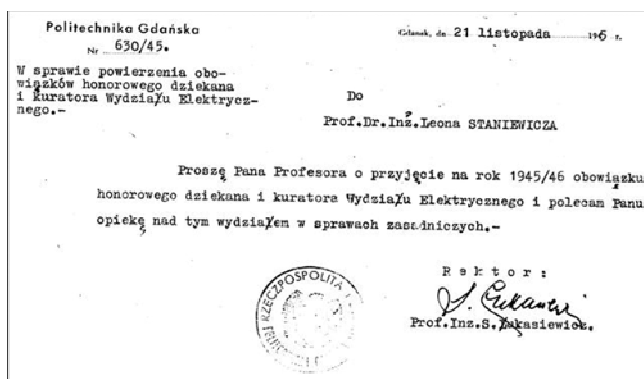 Politechnika Gdańska
Nr 630/45.
Gdańsk, dn 21 listopada 1945 r.
W sprawie powierzenia obo-
wiązków honorowego dziekana
i kuratora Wydziału Elektrycz-
nego.-
Do
Prof.Dr.Inż.Leona STANIEWICZA
Proszę Pana Profesora o przyjęcie na rok 1945/46 obowiązku
honorowego dziekana i kuratora Wydziału Elektrycznego i polecam Panu
opiekę nad tym wydziałem w sprawach zasadniczych.-
RZECZPOSPOLITA
Rektor:
Prof.Inz.S.Łukasiewicz.